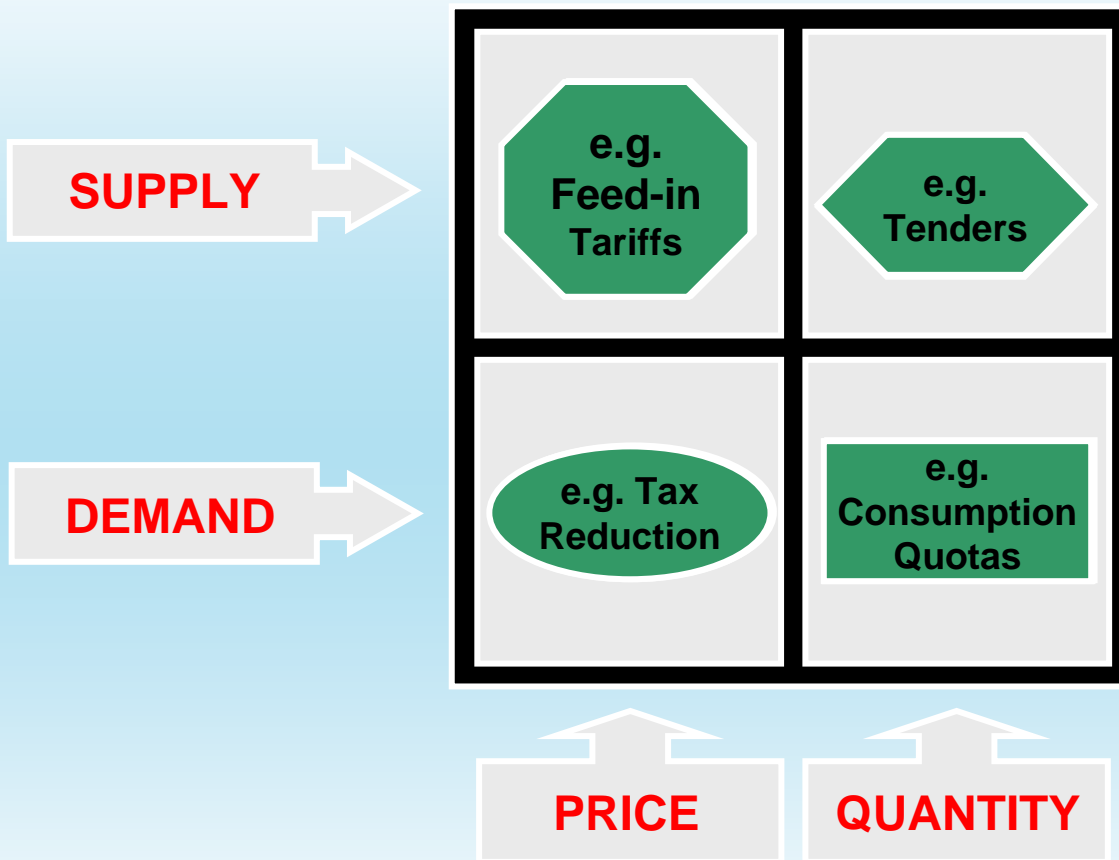 SUPPLY
e.g.
Feed-in
Tariffs
e.g.
Tenders
DEMAND
e.g. Tax
Reduction
e.g.
Consumption
Quotas
PRICE
QUANTITY